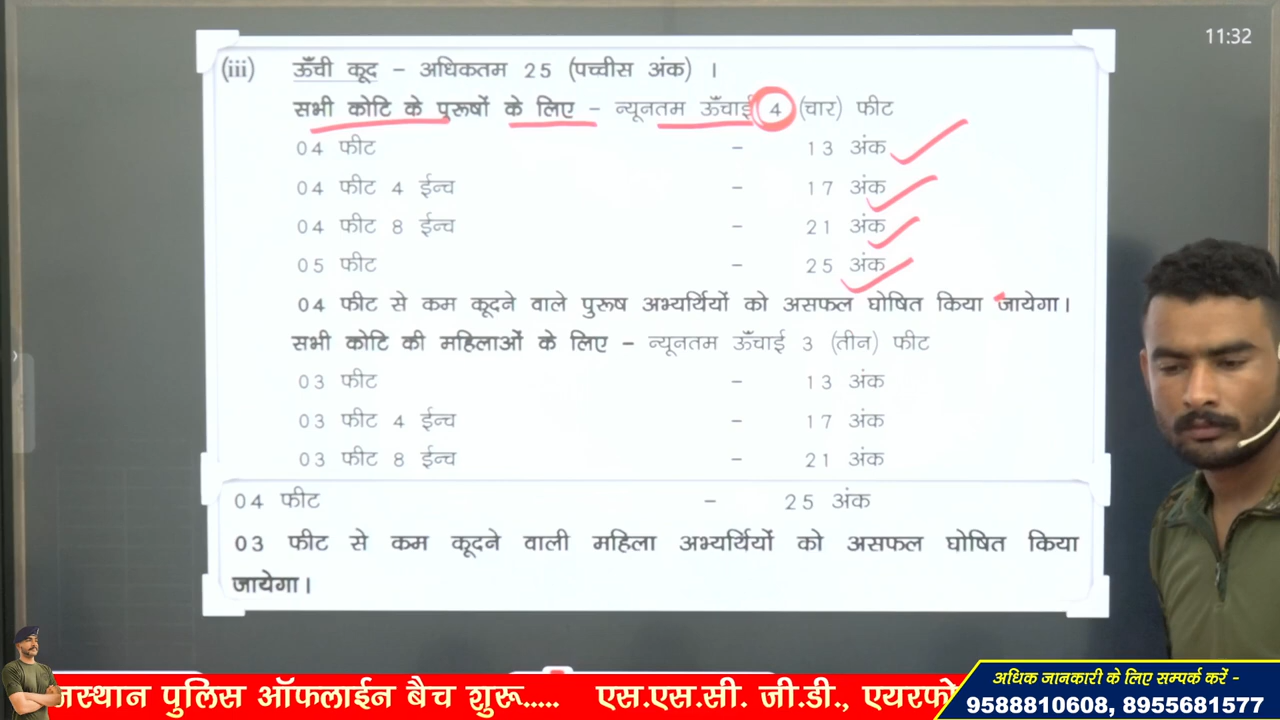 11:32
(iii) ऊँची कूद – अधिकतम 25 (पच्चीस अंक) ।
सभी कोटि के पुरूषों के लिए – न्यूनतम ऊँचाई 4 (चार) फीट
04 फीट – 13 अंक
04 फीट 4 ईन्च – 17 अंक
04 फीट 8 ईन्च – 21 अंक
05 फीट – 25 अंक
04 फीट से कम कूदने वाले पुरूष अभ्यर्थियों को असफल घोषित किया जायेगा।
सभी कोटि की महिलाओं के लिए – न्यूनतम ऊँचाई 3 (तीन) फीट
03 फीट – 13 अंक
03 फीट 4 ईन्च – 17 अंक
03 फीट 8 ईन्च – 21 अंक
04 फीट – 25 अंक
03 फीट से कम कूदने वाली महिला अभ्यर्थियों को असफल घोषित किया
जायेगा।
पुलिस ऑफलाईन बैच शुरू..... एस.एस.सी. जी.डी.,
अधिक जानकारी के लिए सम्पर्क करें -
9588810608, 8955681577